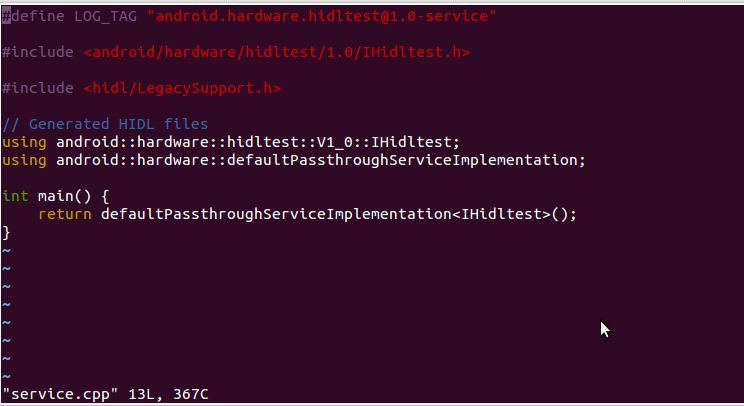 #define LOG_TAG "android.hardware.hidltest@1.0-service"
#include <android/hardware/hidltest/1.0/IHidltest.h>
#include <hidl/LegacySupport.h>
// Generated HIDL files
using android::hardware::hidltest::V1_0::IHidltest;
using android::hardware::defaultPassthroughServiceImplementation;
int main() {
    return defaultPassthroughServiceImplementation<IHidltest>();
}
~
~
~
~
~
~
~
~
"service.cpp" 13L, 367C